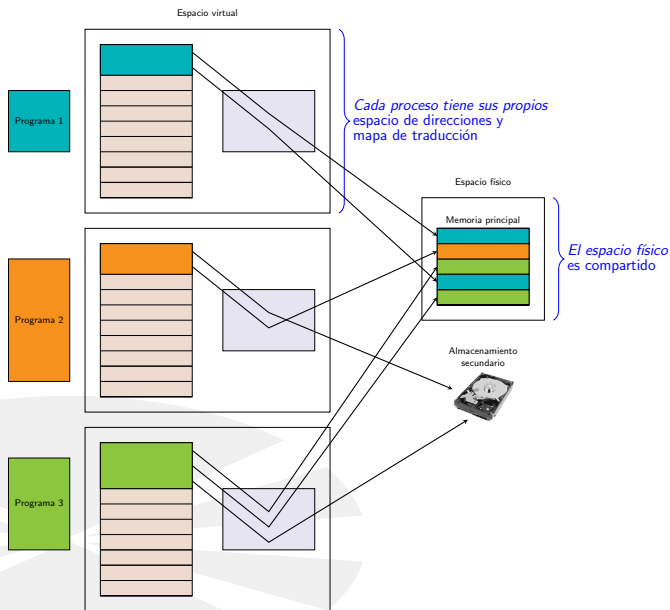 Espacio virtual
Programa 1
Cada proceso tiene sus propios
espacio de direcciones y
mapa de traducción
Espacio físico
Memoria principal
El espacio físico
es compartido
Programa 2
Almacenamiento
secundario
Programa 3